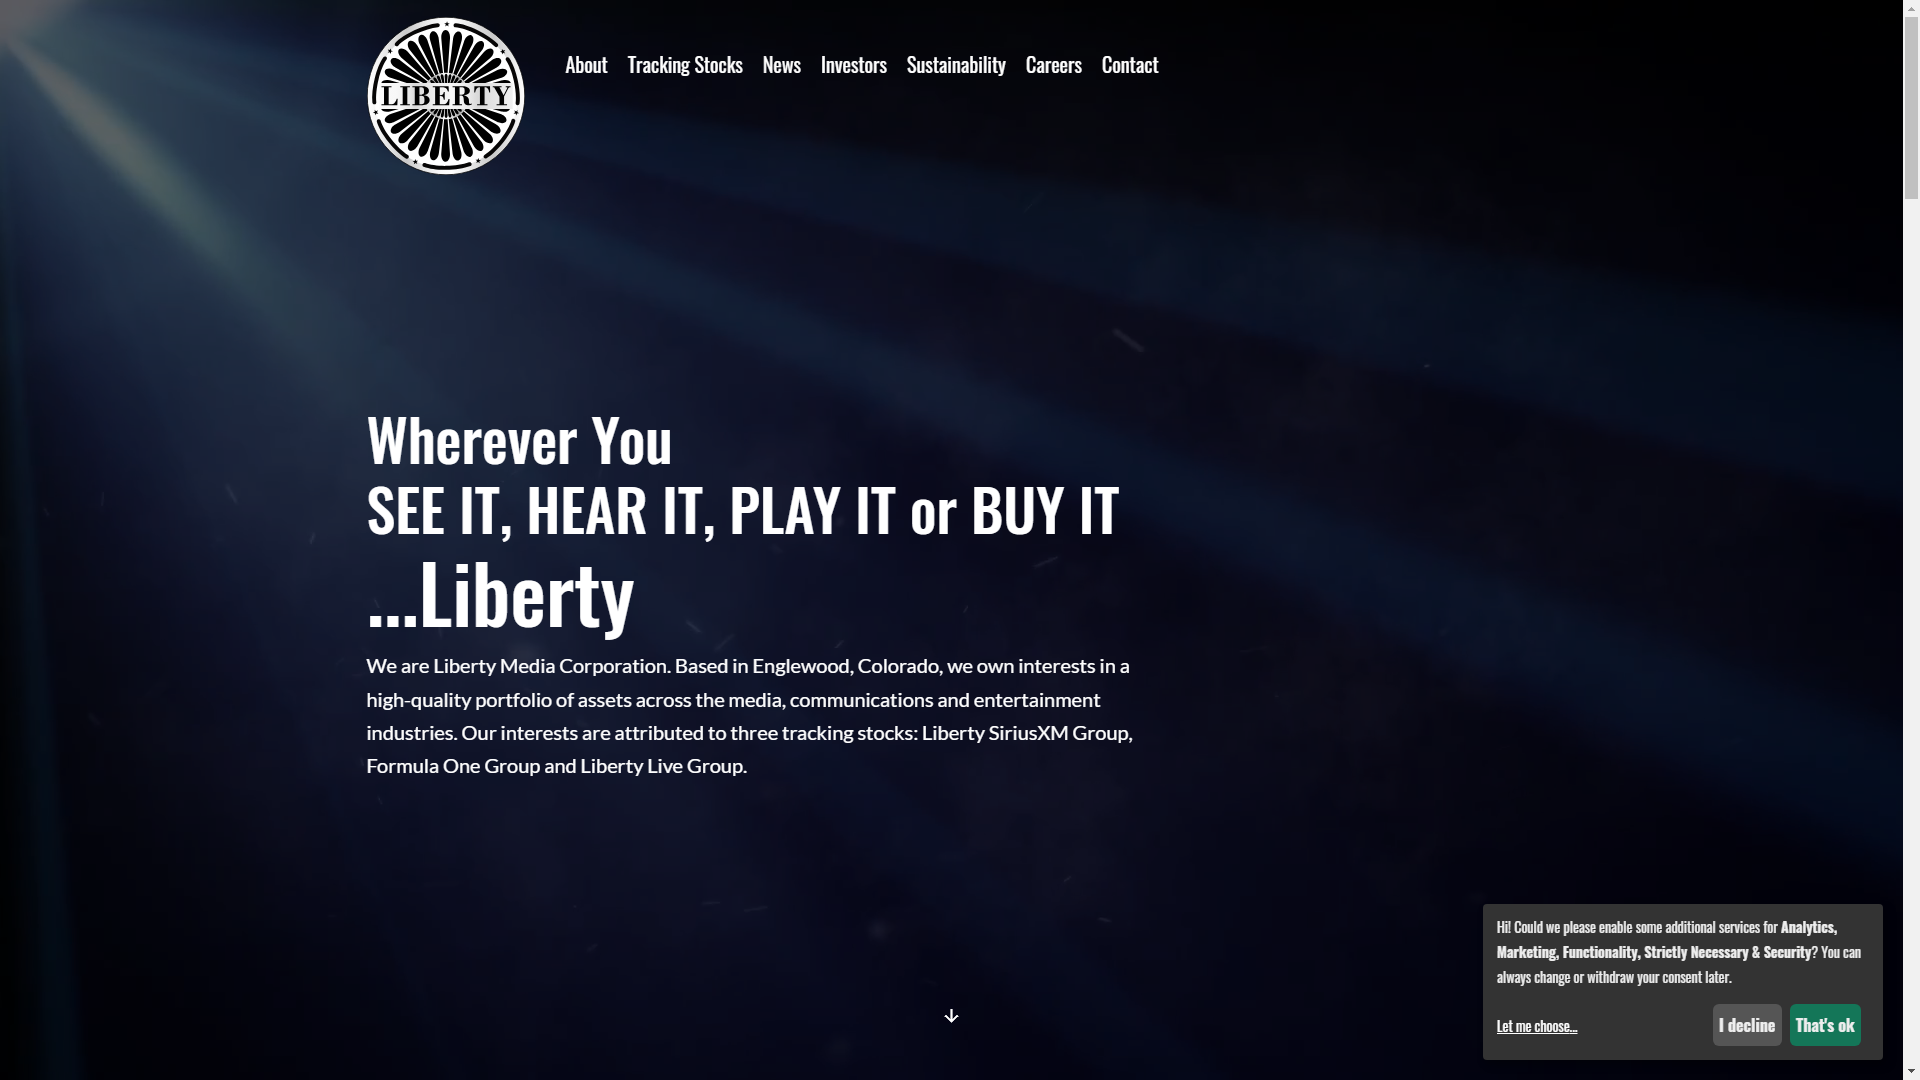 LIBERTY
About Tracking Stocks News Investors Sustainability Careers Contact
Wherever You
SEE IT, HEAR IT, PLAY IT or BUY IT
...Liberty
We are Liberty Media Corporation. Based in Englewood, Colorado, we own interests in a
high-quality portfolio of assets across the media, communications and entertainment
industries. Our interests are attributed to three tracking stocks: Liberty SiriusXM Group,
Formula One Group and Liberty Live Group.
Hi! Could we please enable some additional services for Analytics,
Marketing, Functionality, Strictly Necessary & Security? You can
always change or withdraw your consent later.
Let me choose...
I decline
That's ok